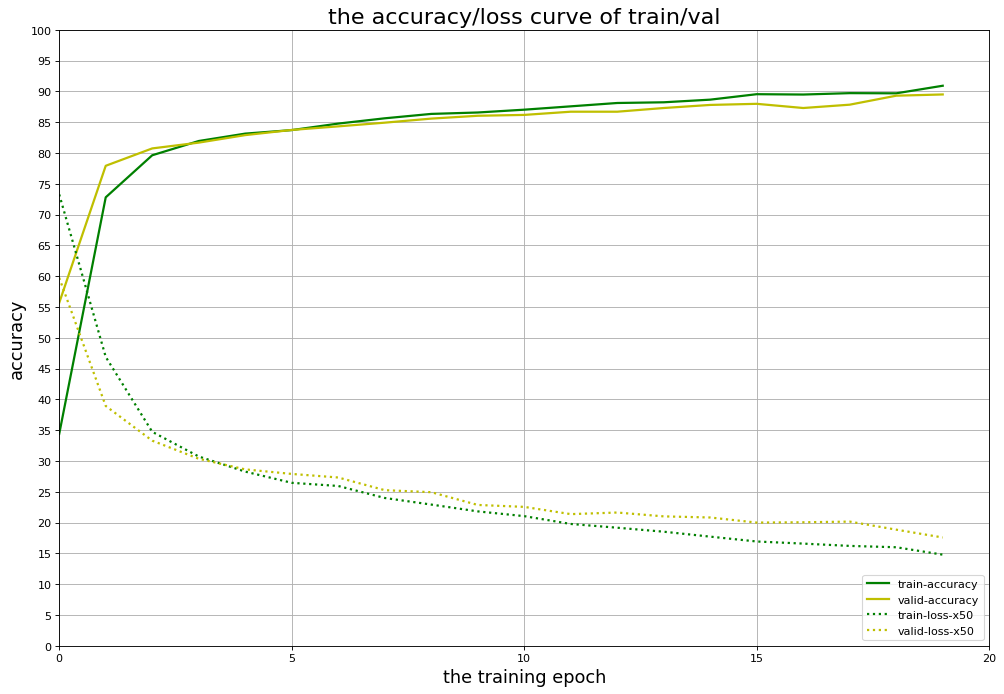 the accuracy/loss curve of train/val
100
95
90
85
80
75
70
65
60
55
50
45
40
35
30
25
20
15
10
5
0
accuracy
train-accuracy
valid-accuracy
train-loss-x50
valid-loss-x50
0 5 10 15 20
the training epoch